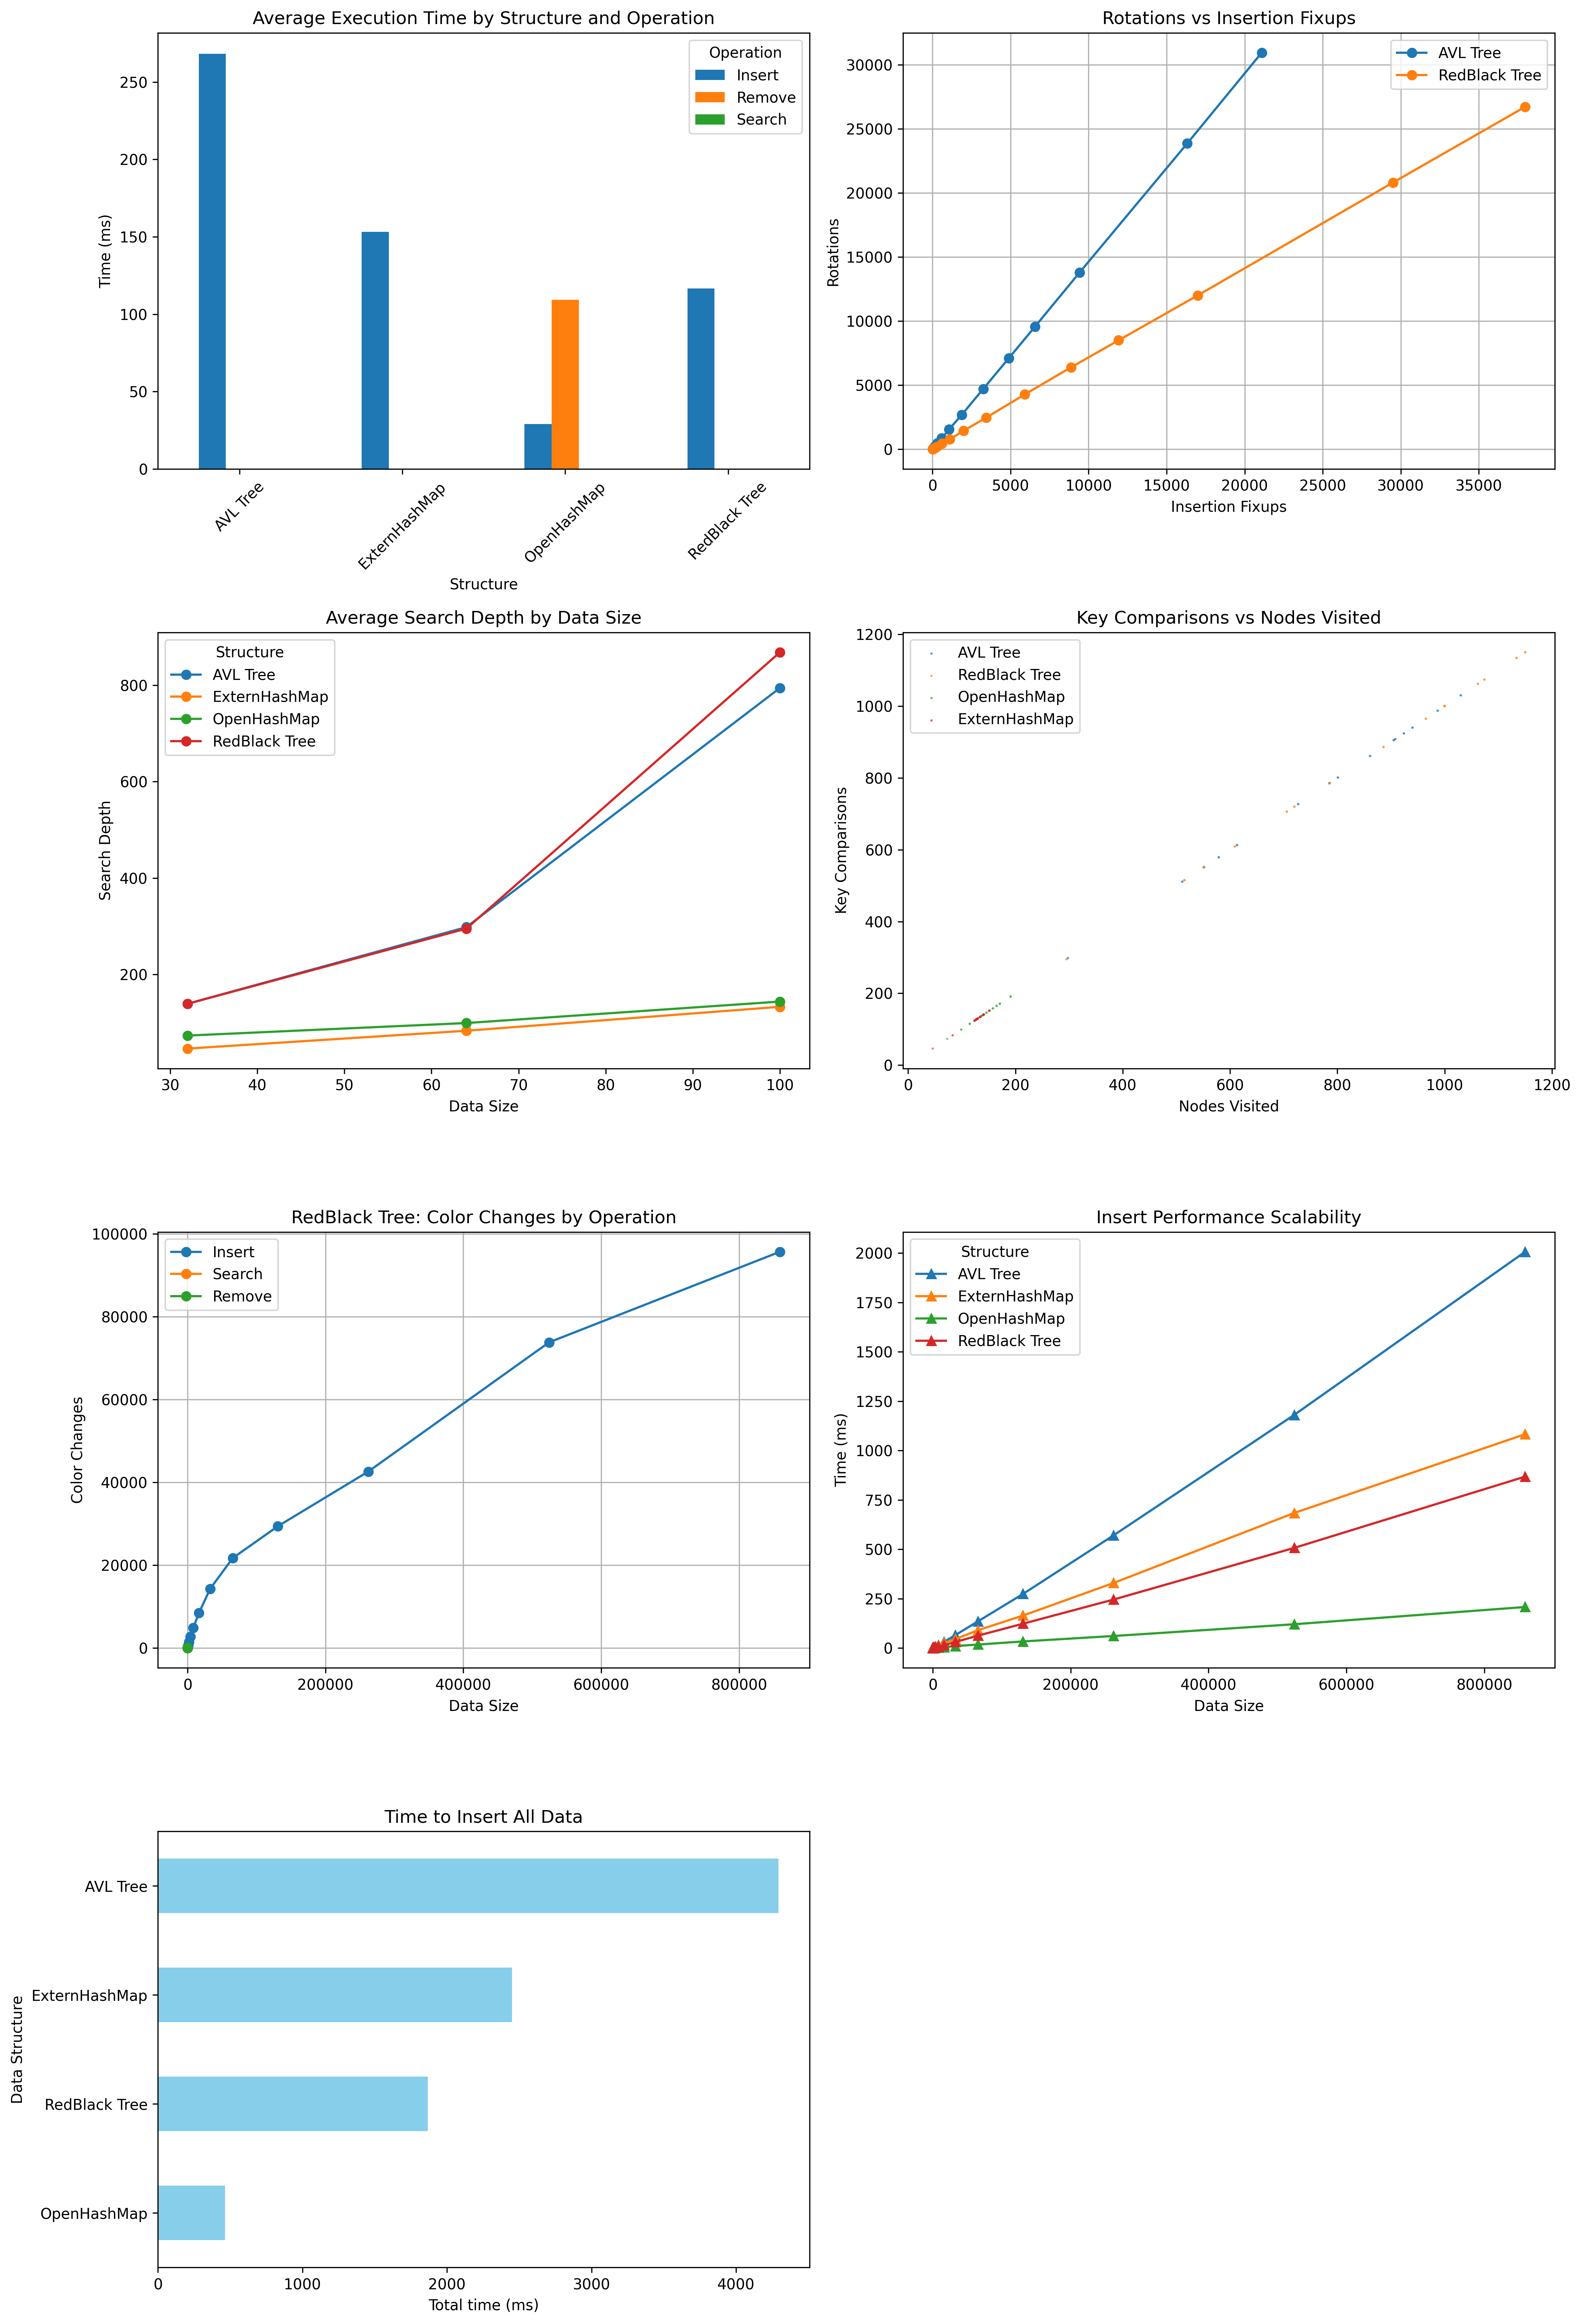 Average Execution Time by Structure and Operation
Time (ms)
250
200
150
100
50
0
Operation
Insert
Remove
Search
AVL Tree
ExternHashMap
OpenHashMap
RedBlack Tree
Structure
Rotations vs Insertion Fixups
Rotations
30000
25000
20000
15000
10000
5000
0
AVL Tree
RedBlack Tree
0 5000 10000 15000 20000 25000 30000 35000
Insertion Fixups
Average Search Depth by Data Size
Search Depth
800
600
400
200
Structure
AVL Tree
ExternHashMap
OpenHashMap
RedBlack Tree
30 40 50 60 70 80 90 100
Data Size
Key Comparisons vs Nodes Visited
Key Comparisons
1200
1000
800
600
400
200
0
AVL Tree
RedBlack Tree
OpenHashMap
ExternHashMap
0 200 400 600 800 1000 1200
Nodes Visited
RedBlack Tree: Color Changes by Operation
Color Changes
100000
80000
60000
40000
20000
0
Insert
Search
Remove
0 200000 400000 600000 800000
Data Size
Insert Performance Scalability
Time (ms)
2000
1750
1500
1250
1000
750
500
250
0
Structure
AVL Tree
ExternHashMap
OpenHashMap
RedBlack Tree
0 200000 400000 600000 800000
Data Size
Time to Insert All Data
Data Structure
AVL Tree
ExternHashMap
RedBlack Tree
OpenHashMap
0 1000 2000 3000 4000
Total time (ms)